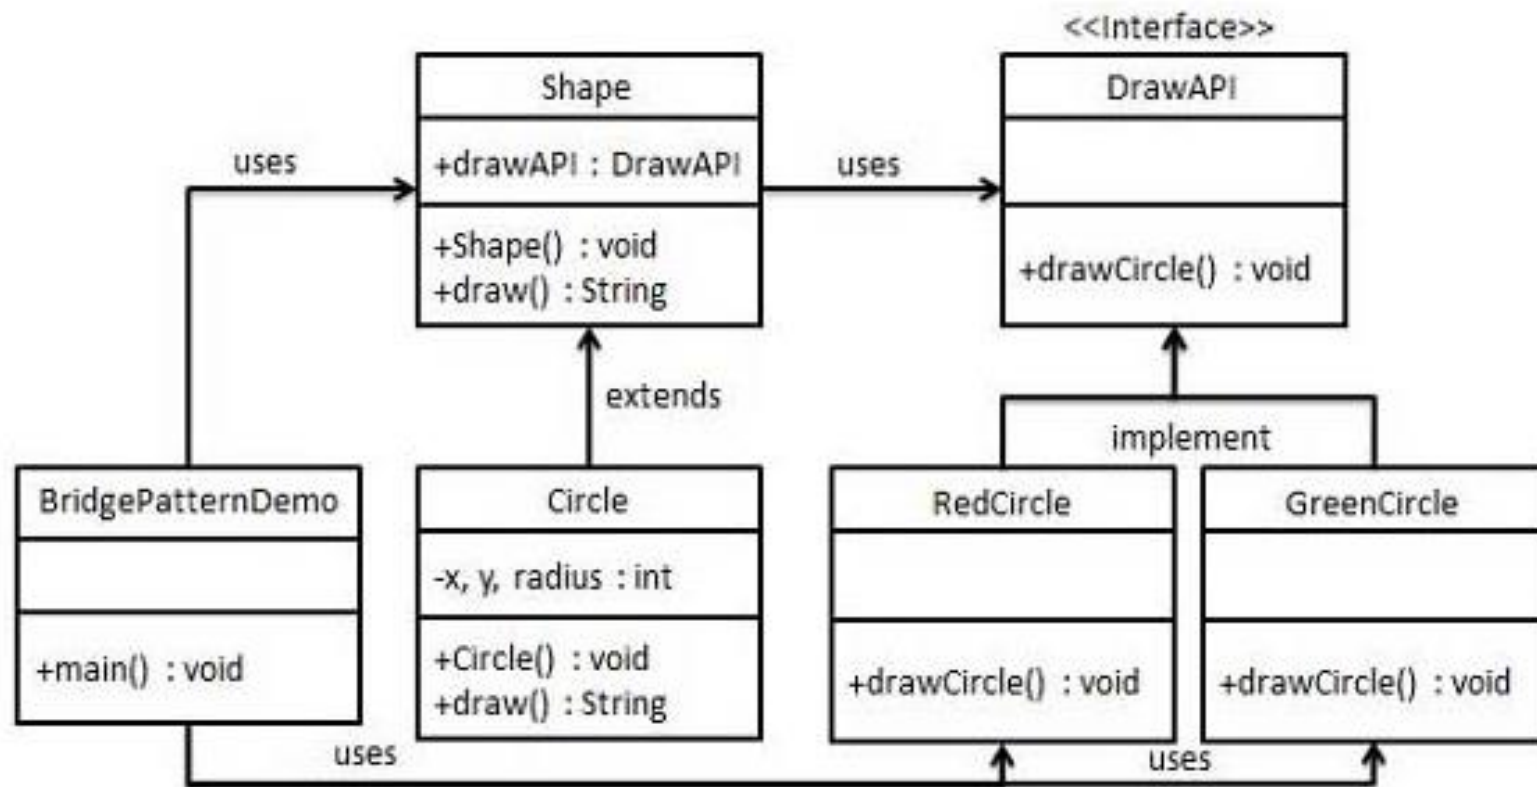 <<Interface>>
Shape
DrawAPI
uses
+drawAPI : DrawAPI
uses
+Shape() : void
+draw() : String
+drawCircle() : void
extends
implement
BridgePatternDemo
Circle
RedCircle
GreenCircle
-x, y, radius : int
+main() : void
+Circle() : void
+draw() : String
+drawCircle() : void
+drawCircle() : void
uses
uses